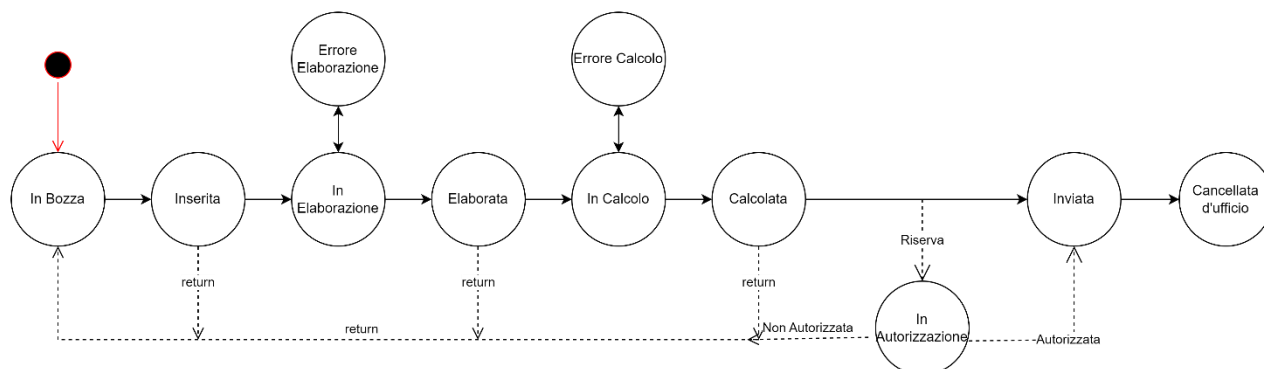 Errore
Elaborazione
Errore Calcolo
In Bozza
Inserita
In
Elaborazione
Elaborata
In Calcolo
Calcolata
Inviata
Cancellata
d'ufficio
Riserva
return
return
return
return
Non Autorizzata
In
Autorizzazione
Autorizzata